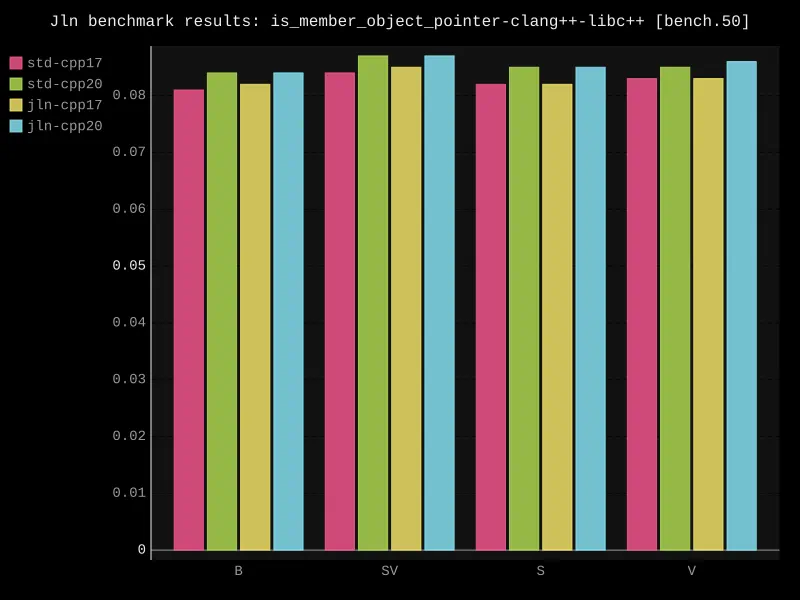 Jln benchmark results: is_member_object_pointer-clang++-libc++ [bench.50]
std-cpp17
std-cpp20
jln-cpp17
jln-cpp20
0.08
0.07
0.06
0.05
0.04
0.03
0.02
0.01
0
B SV S V